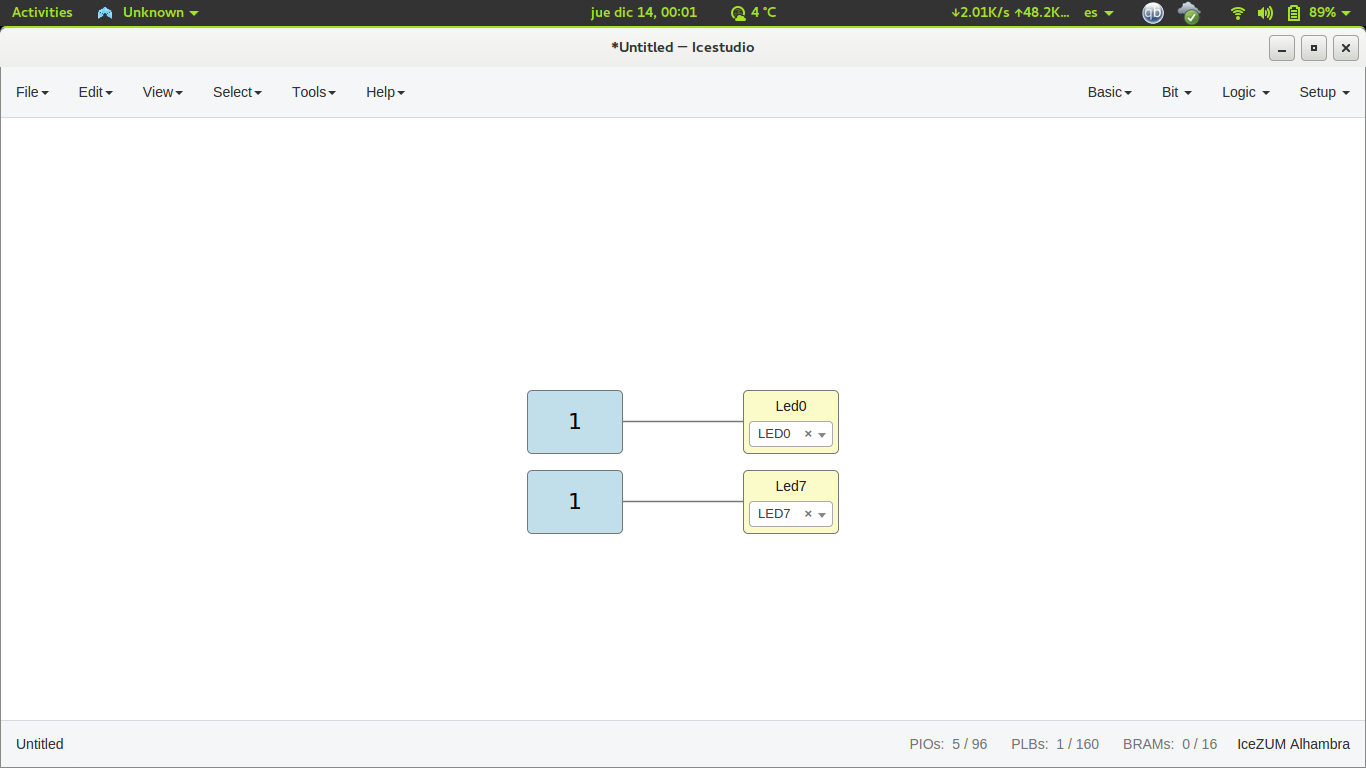 Activities Unknown jue dic 14, 00:01 4 °C ↓2.01K/s ↑48.2K... es qb 89%
*Untitled — Icestudio
File Edit View Select Tools Help Basic Bit Logic Setup
1 Led0
LED0 ×
1 Led7
LED7 ×
Untitled PIOs: 5 / 96 PLBs: 1 / 160 BRAMs: 0 / 16 IceZUM Alhambra